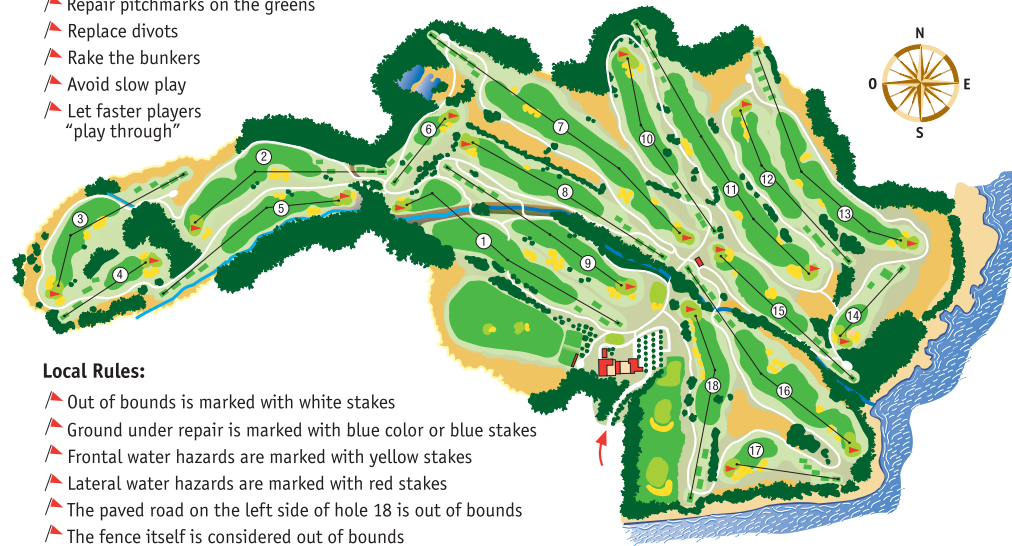 Repair pitchmarks on the greens
Replace divots
Rake the bunkers
Avoid slow play
Let faster players
“play through”
N
O
E
S
1
2
3
4
5
6
7
8
9
10
11
12
13
14
15
16
17
18
Local Rules:
Out of bounds is marked with white stakes
Ground under repair is marked with blue color or blue stakes
Frontal water hazards are marked with yellow stakes
Lateral water hazards are marked with red stakes
The paved road on the left side of hole 18 is out of bounds
The fence itself is considered out of bounds